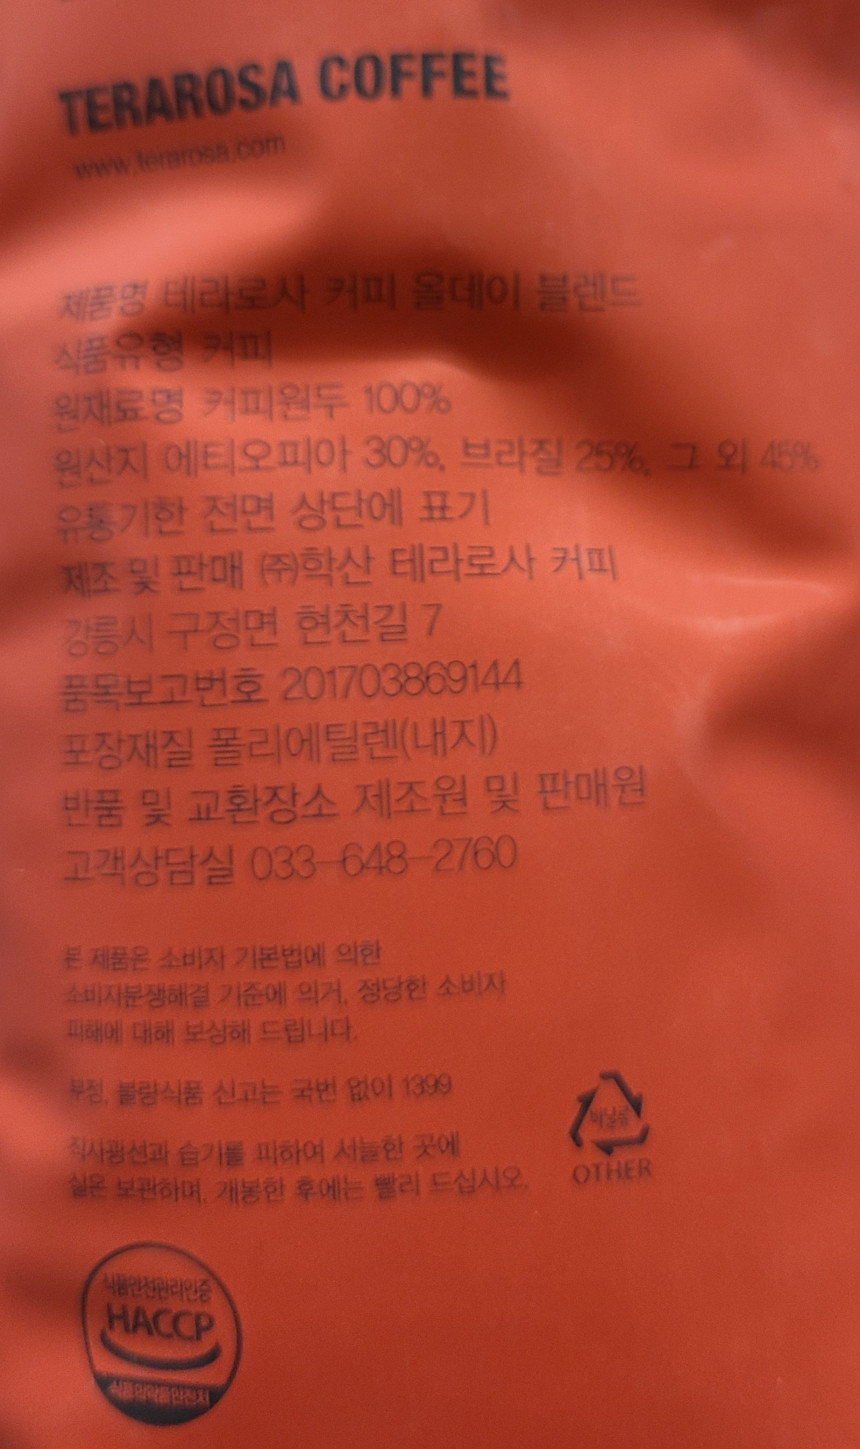 TERAROSA COFFEE
www.terarosa.com
제품명 테라로사 커피 올데이 블렌드
식품유형 커피
원재료명 커피원두 100%
원산지 에티오피아 30%, 브라질 25%, 그 외 45%
유통기한 전면 상단에 표기
제조 및 판매 ㈜학산 테라로사 커피
강릉시 구정면 현천길 7
품목보고번호 201703869144
포장재질 폴리에틸렌(내지)
반품 및 교환장소 제조원 및 판매원
고객상담실 033-648-2760
본 제품은 소비자 기본법에 의한
소비자분쟁해결 기준에 의거, 정당한 소비자
피해에 대해 보상해 드립니다.
부정, 불량식품 신고는 국번 없이 1399
직사광선과 습기를 피하여 서늘한 곳에
실온 보관하며, 개봉한 후에는 빨리 드십시오.
비닐류
OTHER
식품안전관리인증
HACCP
식품의약품안전처